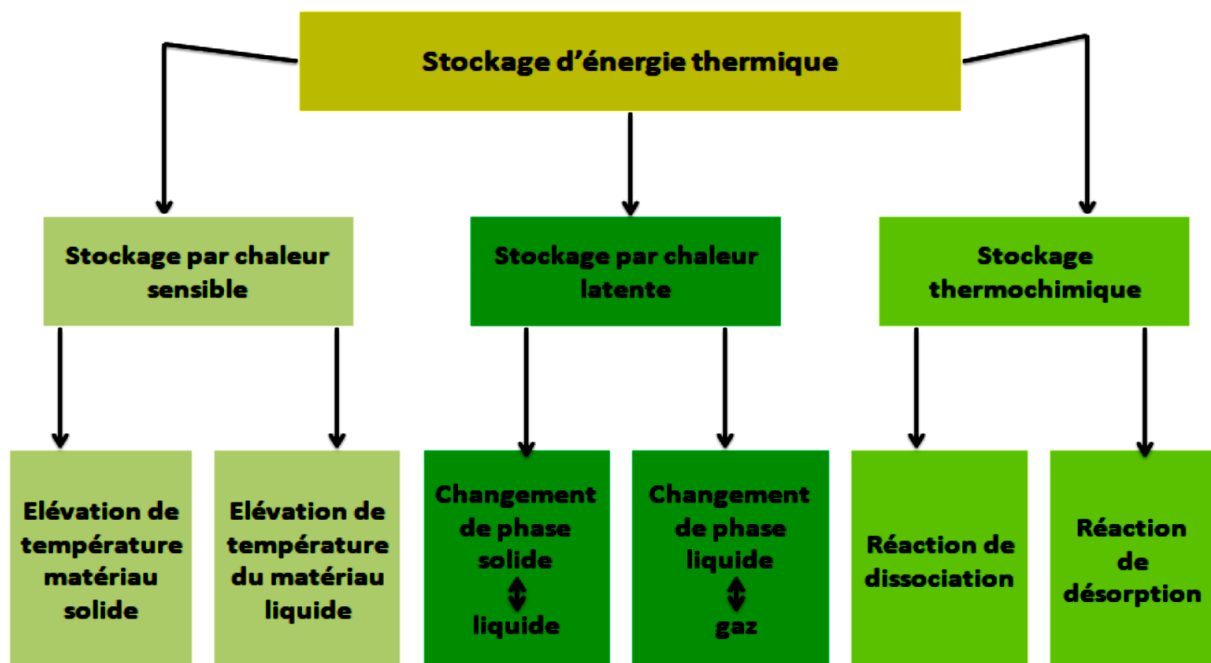 Stockage d’énergie thermique
Stockage par chaleur
sensible
Stockage par chaleur
latente
Stockage
thermochimique
Elévation de
température
matériau
solide
Elévation de
température
du matériau
liquide
Changement
de phase
solide
liquide
Changement
de phase
liquide
gaz
Réaction de
dissociation
Réaction
de
désorption